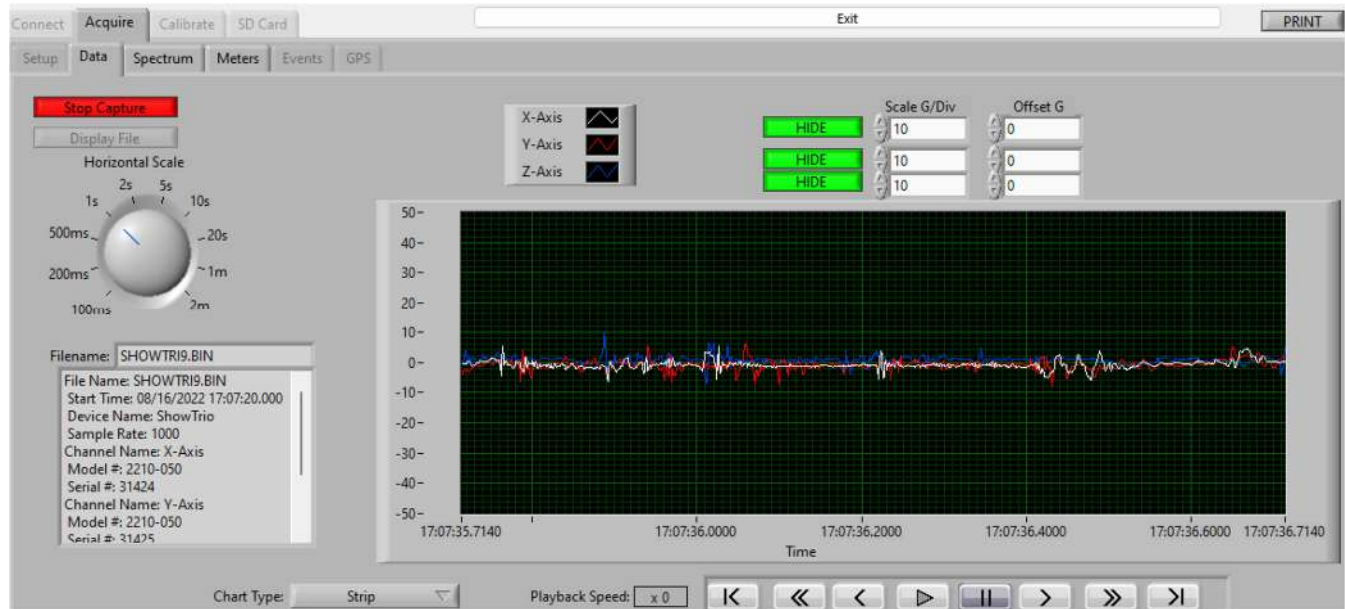 Connect Acquire Calibrate SD Card Exit PRINT
Setup Data Spectrum Meters Events GPS
Stop Capture
Display File
Horizontal Scale
2s 5s
1s 10s
500ms 20s
200ms 1m
100ms 2m
Filename: SHOWTRI9.BIN
File Name: SHOWTRI9.BIN
Start Time: 08/16/2022 17:07:20.000
Device Name: ShowTrio
Sample Rate: 1000
Channel Name: X-Axis
Model #: 2210-050
Serial #: 31424
Channel Name: Y-Axis
Model #: 2210-050
Serial #: 31425
X-Axis
Y-Axis
Z-Axis
Scale G/Div Offset G
HIDE 10 0
HIDE 10 0
HIDE 10 0
50
40
30
20
10
0
-10
-20
-30
-40
-50
17:07:35.7140 17:07:36.0000 17:07:36.2000 17:07:36.4000 17:07:36.6000 17:07:36.7140
Time
Chart Type: Strip Playback Speed: x 0